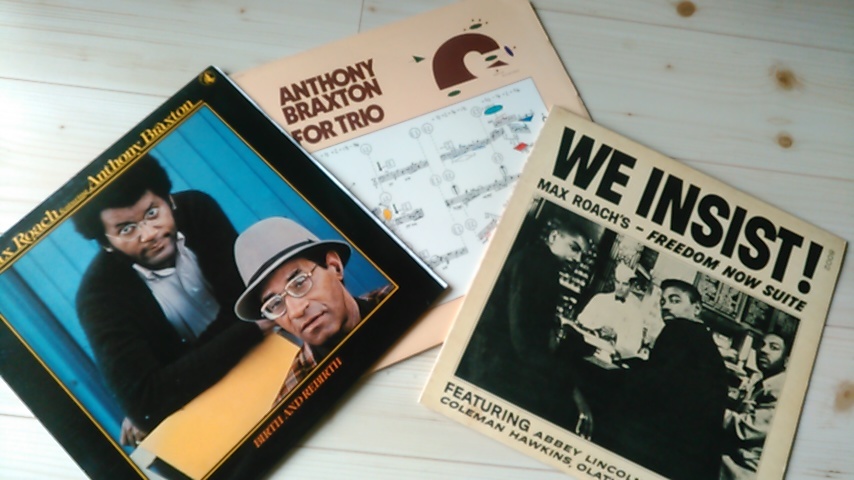 Max Roach featuring Anthony Braxton
BIRTH AND REBIRTH
ANTHONY
BRAXTON
FOR TRIO
WE INSIST!
MAX ROACH'S - FREEDOM NOW SUITE
FEATURING ABBEY LINCOLN
COLEMAN HAWKINS, OLAT